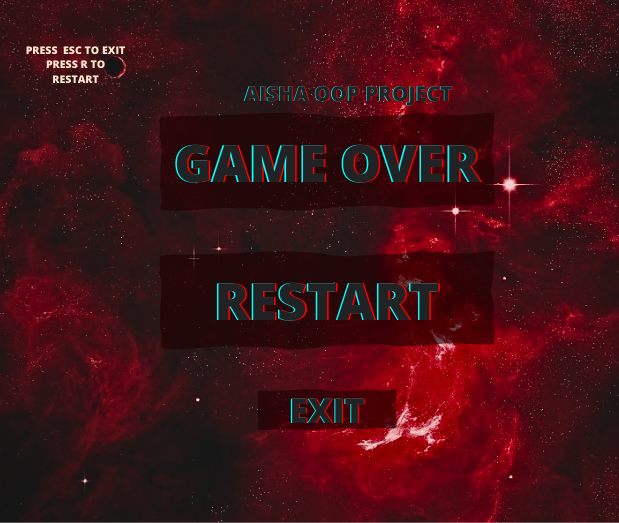 PRESS ESC TO EXIT
PRESS R TO
RESTART
AISHA OOP PROJECT
GAME OVER
RESTART
EXIT